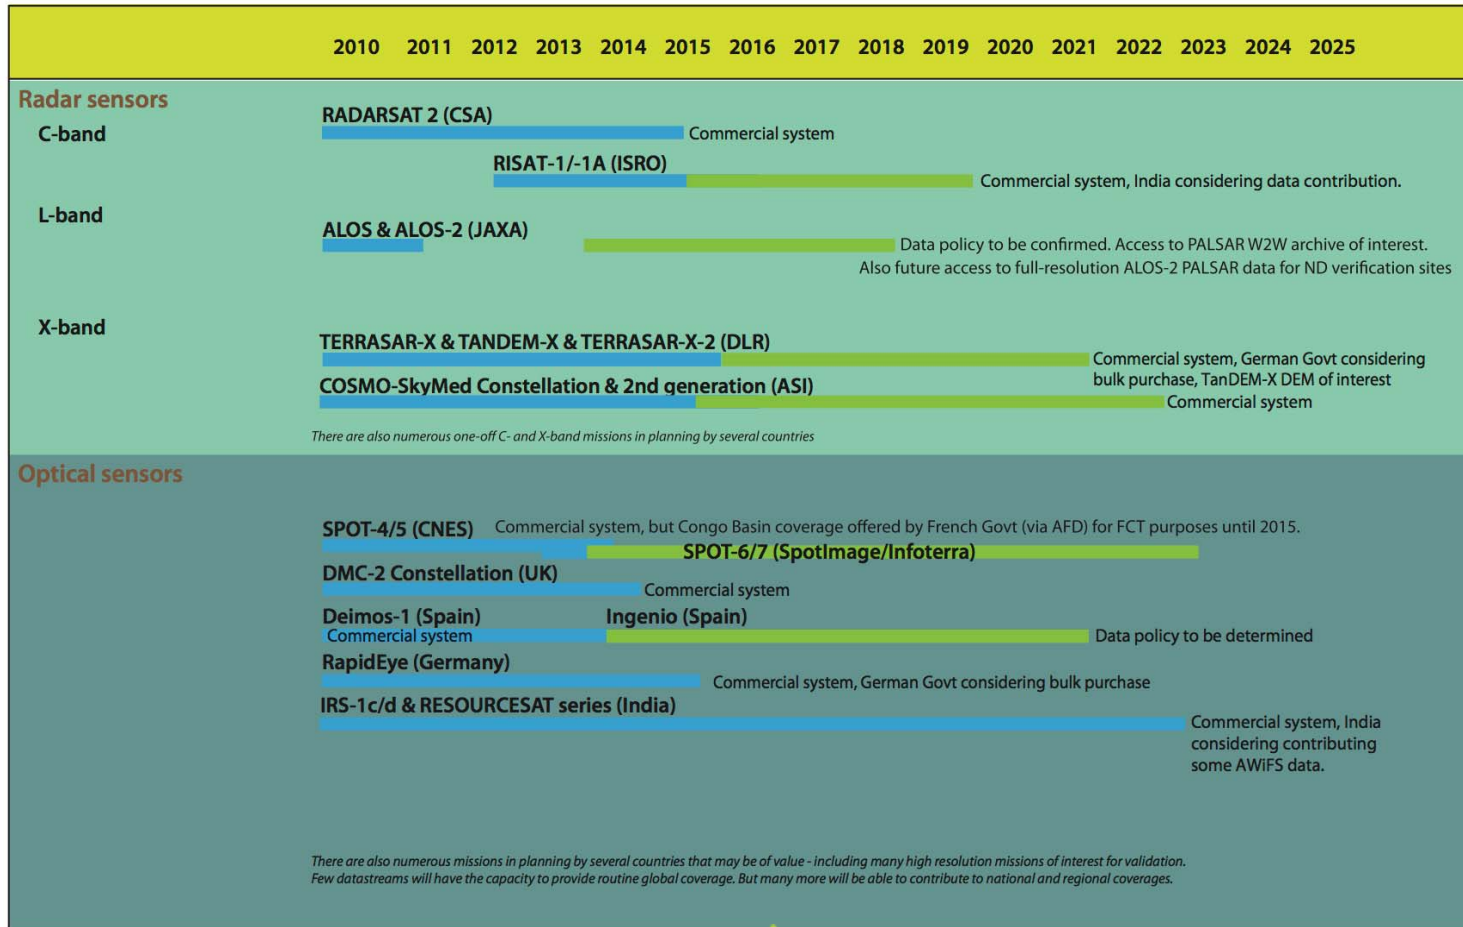 2010 2011 2012 2013 2014 2015 2016 2017 2018 2019 2020 2021 2022 2023 2024 2025
Radar sensors
C-band
RADARSAT 2 (CSA)
Commercial system
RISAT-1/-1A (ISRO)
Commercial system, India considering data contribution.
L-band
ALOS & ALOS-2 (JAXA)
Data policy to be confirmed. Access to PALSAR W2W archive of interest.
Also future access to full-resolution ALOS-2 PALSAR data for ND verification sites
X-band
TERRASAR-X & TANDEM-X & TERRASAR-X-2 (DLR)
Commercial system, German Govt considering
bulk purchase, TanDEM-X DEM of interest
COSMO-SkyMed Constellation & 2nd generation (ASI)
Commercial system
There are also numerous one-off C- and X-band missions in planning by several countries
Optical sensors
SPOT-4/5 (CNES) Commercial system, but Congo Basin coverage offered by French Govt (via AFD) for FCT purposes until 2015.
SPOT-6/7 (SpotImage/Infoterra)
DMC-2 Constellation (UK)
Commercial system
Deimos-1 (Spain) Ingenio (Spain)
Commercial system Data policy to be determined
RapidEye (Germany)
Commercial system, German Govt considering bulk purchase
IRS-1c/d & RESOURCESAT series (India)
Commercial system, India
considering contributing
some AWiFS data.
There are also numerous missions in planning by several countries that may be of value - including many high resolution missions of interest for validation.
Few datastreams will have the capacity to provide routine global coverage. But many more will be able to contribute to national and regional coverages.